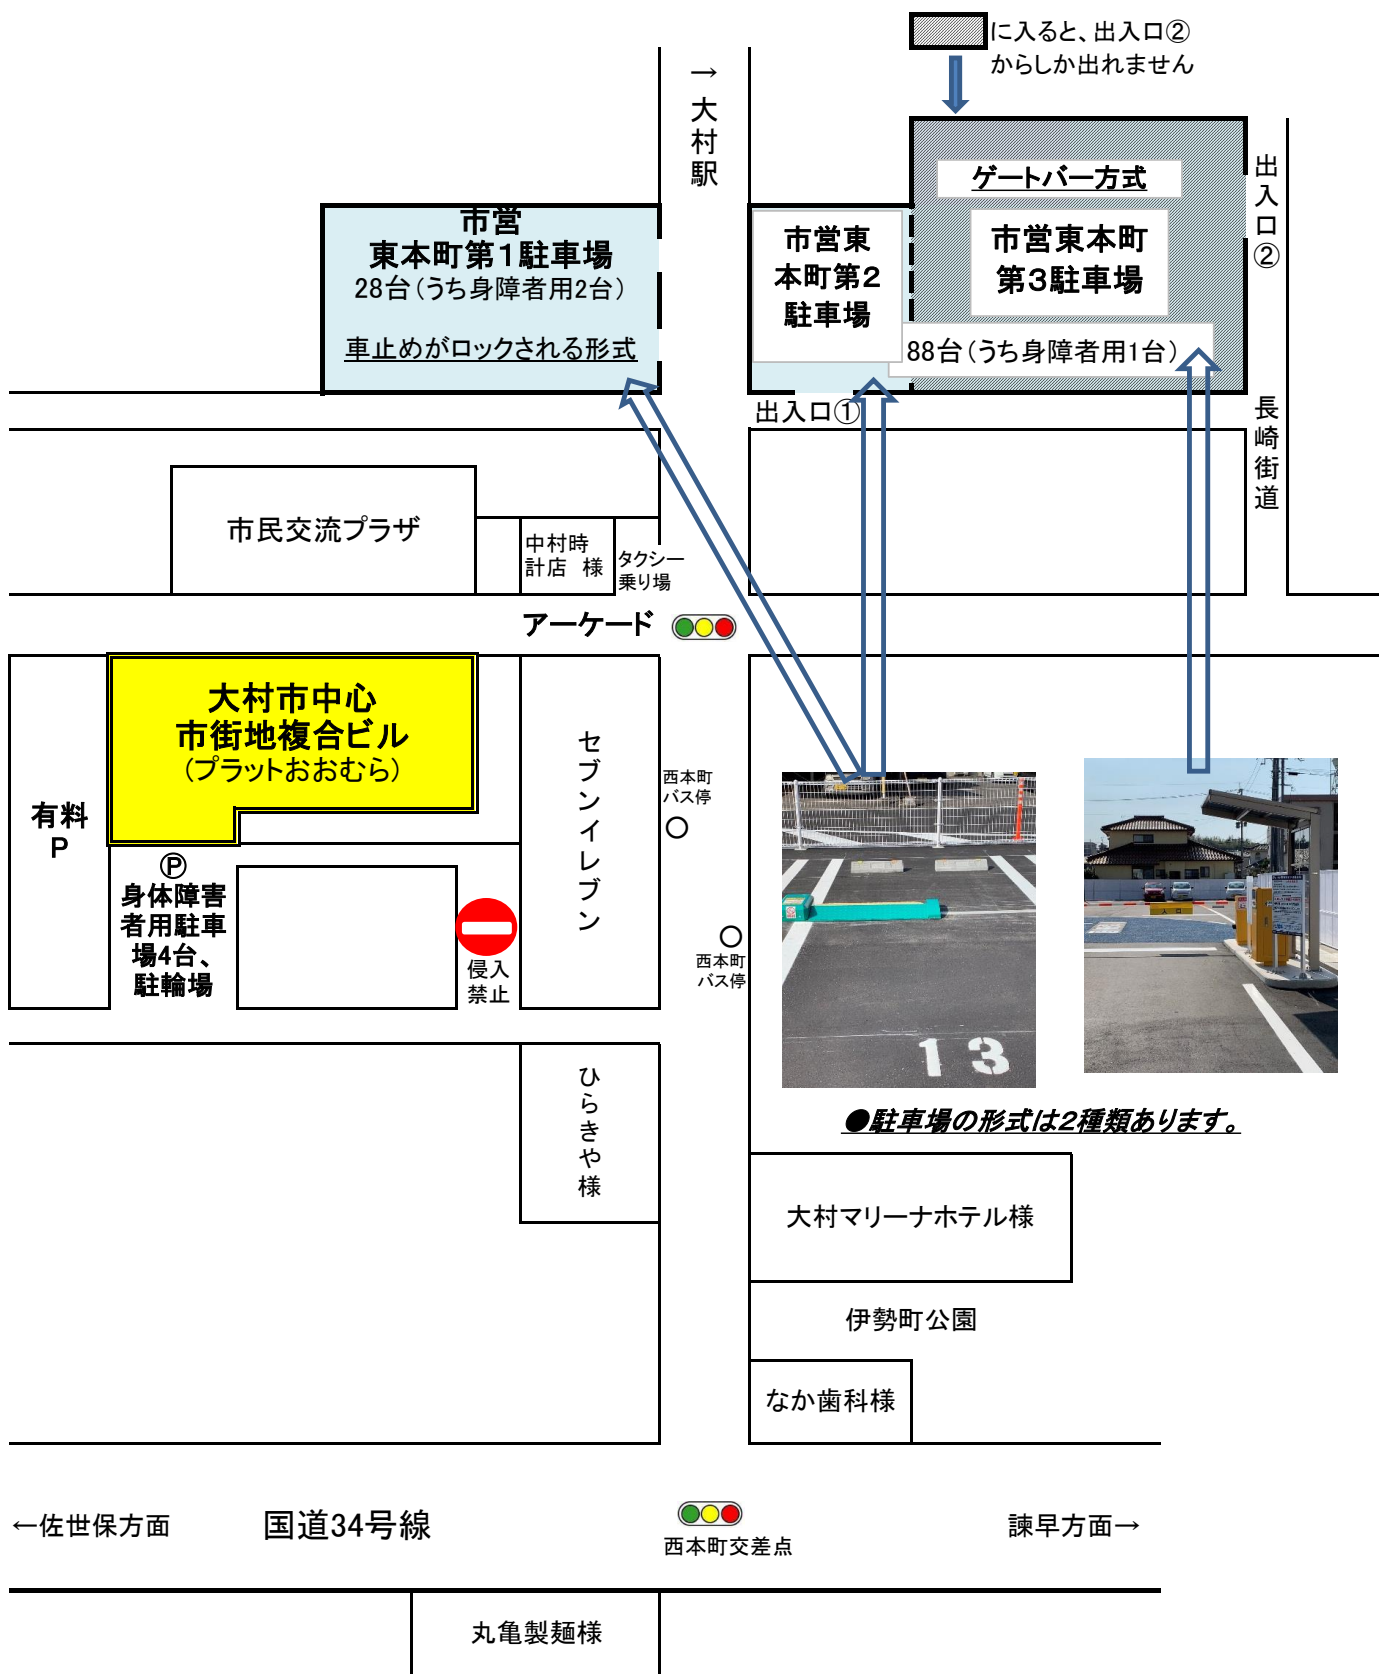 に入ると、出入口②
からしか出れません
→
大村駅
ゲートバー方式
出入口②
市営
東本町第1駐車場
28台（うち身障者用2台）
車止めがロックされる形式
市営東
本町第2
駐車場
市営東本町
第3駐車場
88台（うち身障者用1台）
出入口①
長崎街道
市民交流プラザ
中村時
計店 様
タクシー
乗り場
アーケード
大村市中心
市街地複合ビル
（プラットおおむら）
セブンイレブン
西本町
バス停
有料
P
Ⓟ
身体障害
者用駐車
場4台、
駐輪場
侵入
禁止
西本町
バス停
入口
13
●駐車場の形式は2種類あります。
ひらきや様
大村マリーナホテル様
伊勢町公園
なか歯科様
←佐世保方面
国道34号線
西本町交差点
諫早方面→
丸亀製麺様